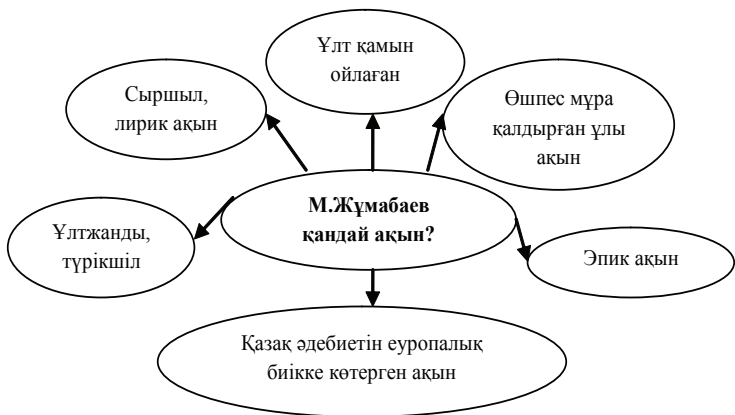 Ұлт қамын
ойлаған
Сыршыл,
лирик ақын
Өшпес мұра
қалдырған ұлы
ақын
М.Жұмабаев
қандай ақын?
Ұлтжанды,
түрікшіл
Эпик ақын
Қазақ әдебиетін еуропалық
биікке көтерген ақын